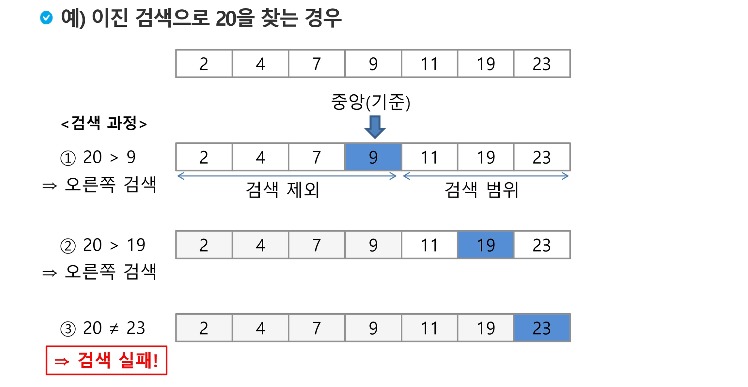 예) 이진 검색으로 20을 찾는 경우
2 4 7 9 11 19 23
중앙(기준)
<검색 과정>
① 20 > 9
2 4 7 9 11 19 23
⇒ 오른쪽 검색
검색 제외 검색 범위
② 20 > 19
2 4 7 9 11 19 23
⇒ 오른쪽 검색
③ 20 ≠ 23
2 4 7 9 11 19 23
⇒ 검색 실패!